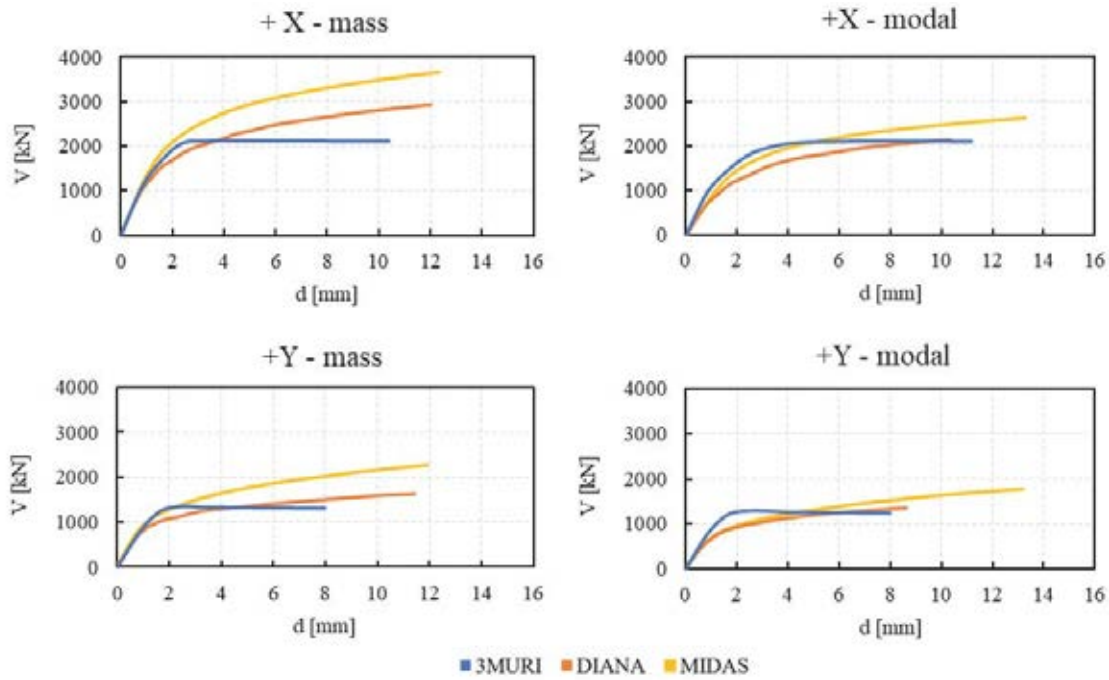 + X - mass
4000
3000
2000
1000
0
V [kN]
0 2 4 6 8 10 12 14 16
d [mm]
+X - modal
4000
3000
2000
1000
0
V [kN]
0 2 4 6 8 10 12 14 16
d [mm]
+Y - mass
4000
3000
2000
1000
0
V [kN]
0 2 4 6 8 10 12 14 16
d [mm]
+Y - modal
4000
3000
2000
1000
0
V [kN]
0 2 4 6 8 10 12 14 16
d [mm]
3MURI DIANA MIDAS